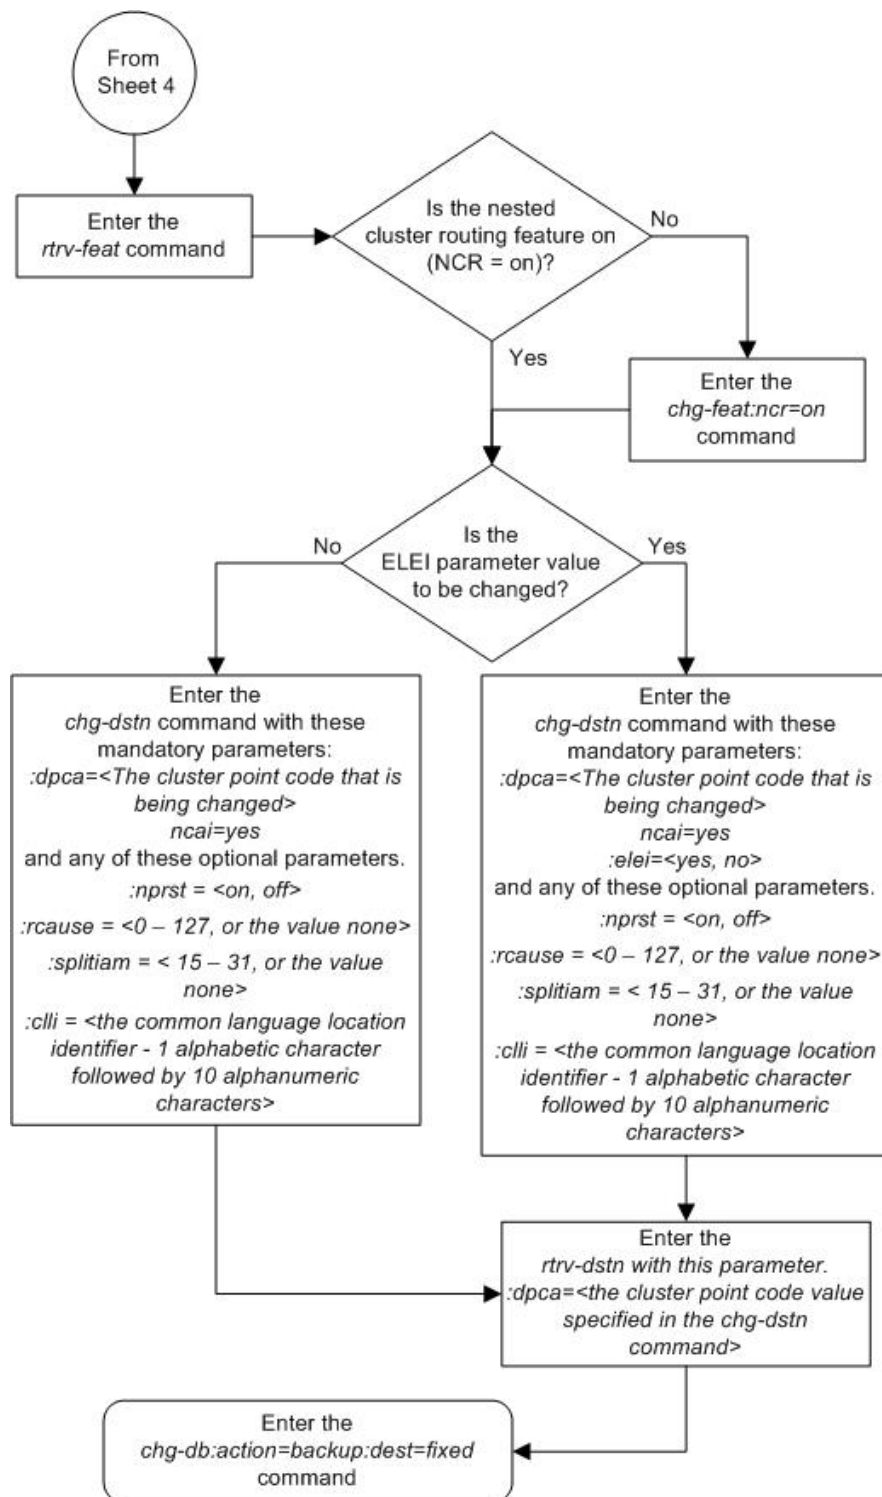 From
Sheet 4
Enter the
rtrv-feat command
Is the nested
cluster routing feature on
(NCR = on)?
No
Yes
Enter the
chg-feat:ncr=on
command
Is the
ELEI parameter value
to be changed?
No
Yes
Enter the
chg-dstn command with these
mandatory parameters:
:dpca=<The cluster point code that is
being changed>
ncai=yes
and any of these optional parameters.
:nprst = <on, off>
:rcause = <0 – 127, or the value none>
:splitiam = < 15 – 31, or the value
none>
:clli = <the common language location
identifier - 1 alphabetic character
followed by 10 alphanumeric
characters>
Enter the
chg-dstn command with these
mandatory parameters:
:dpca=<The cluster point code that is
being changed>
ncai=yes
:elei=<yes, no>
and any of these optional parameters.
:nprst = <on, off>
:rcause = <0 – 127, or the value none>
:splitiam = < 15 – 31, or the value
none>
:clli = <the common language location
identifier - 1 alphabetic character
followed by 10 alphanumeric
characters>
Enter the
rtrv-dstn with this parameter.
:dpca=<the cluster point code value
specified in the chg-dstn
command>
Enter the
chg-db:action=backup:dest=fixed
command